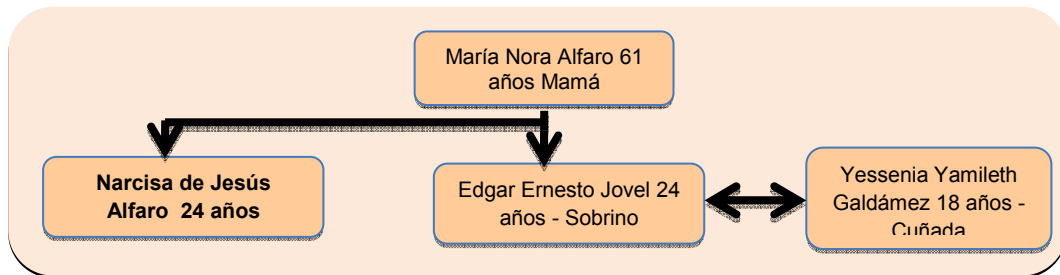 María Nora Alfaro 61
años Mamá
Narcisa de Jesús
Alfaro 24 años
Edgar Ernesto Jovel 24
años - Sobrino
Yessenia Yamileth
Galdámez 18 años -
Cuñada